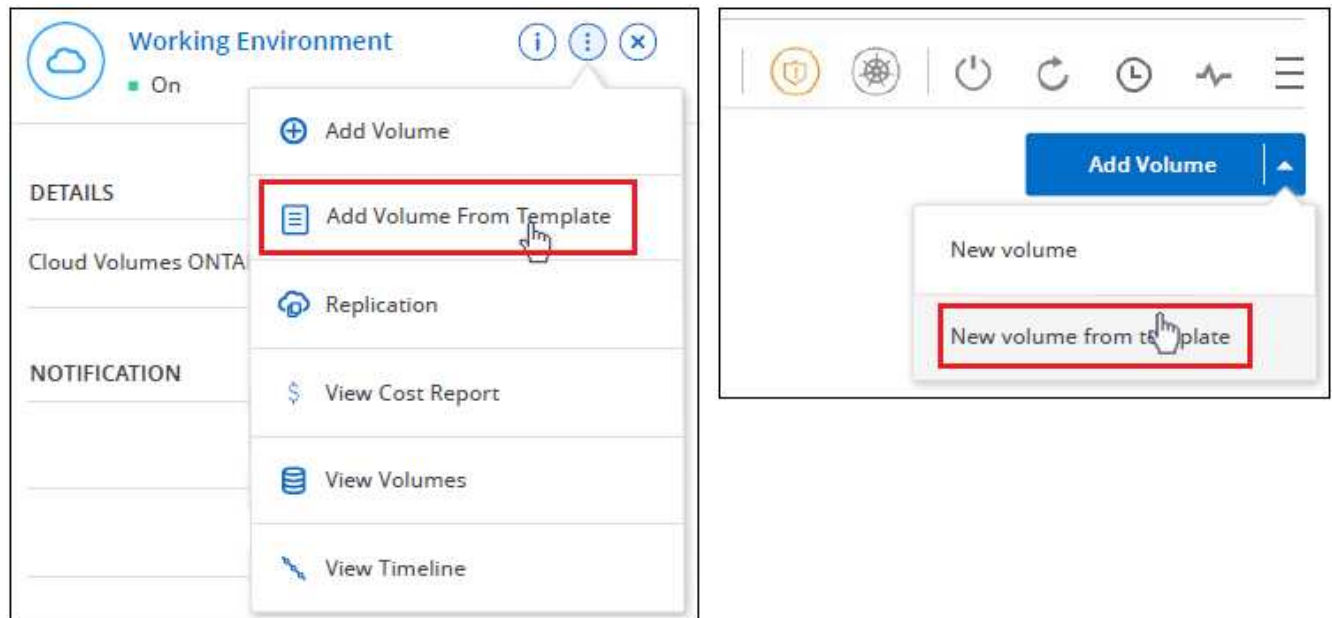 Working Environment
On
Add Volume
DETAILS
Add Volume From Template
Cloud Volumes ONTA
Replication
NOTIFICATION
View Cost Report
View Volumes
View Timeline
Add Volume
New volume
New volume from template